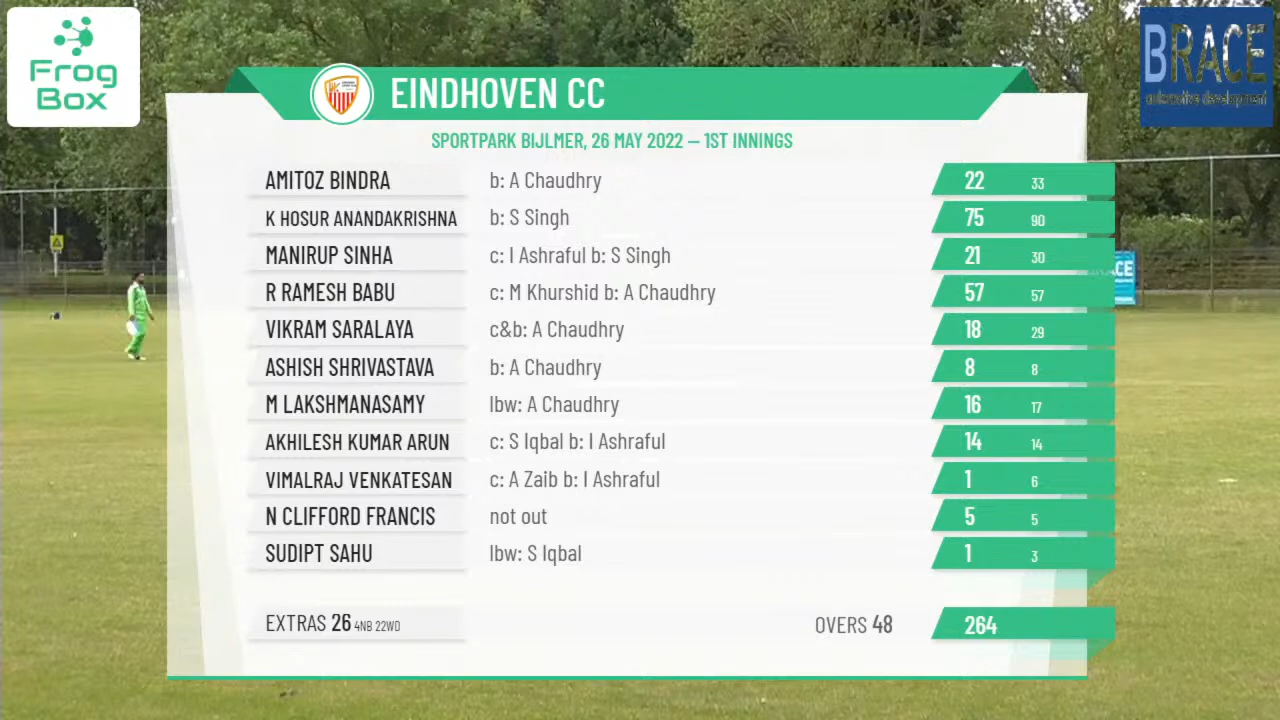 Frog
Box
BRACE
automotive development
EINDHOVEN CC
SPORTPARK BIJLMER, 26 MAY 2022 – 1ST INNINGS
AMITOZ BINDRA b: A Chaudhry 22 33
K HOSUR ANANDAKRISHNA b: S Singh 75 90
MANIRUP SINHA c: I Ashraful b: S Singh 21 30
R RAMESH BABU c: M Khurshid b: A Chaudhry 57 57
VIKRAM SARALAYA c&b: A Chaudhry 18 29
ASHISH SHRIVASTAVA b: A Chaudhry 8 8
M LAKSHMANASAMY lbw: A Chaudhry 16 17
AKHILESH KUMAR ARUN c: S Iqbal b: I Ashraful 14 14
VIMALRAJ VENKATESAN c: A Zaib b: I Ashraful 1 6
N CLIFFORD FRANCIS not out 5 5
SUDIPT SAHU lbw: S Iqbal 1 3
EXTRAS 26 4NB 22WD OVERS 48 264